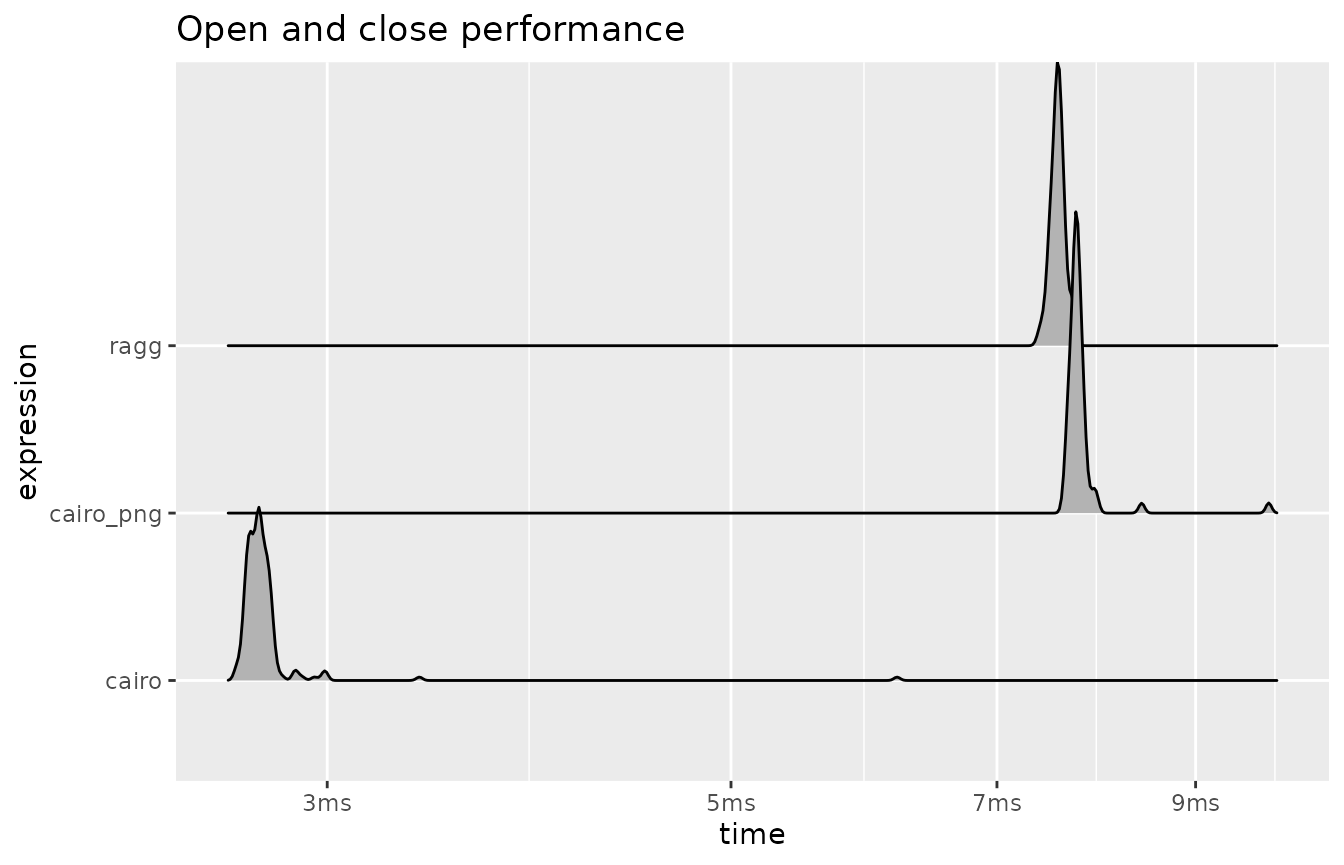 Open and close performance
expression
ragg
cairo_png
cairo
3ms 5ms 7ms 9ms
time